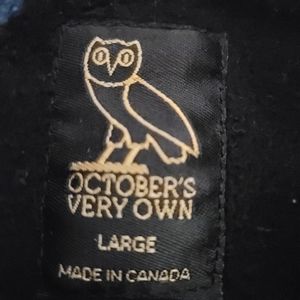 OCTOBER'S
VERY OWN
LARGE
MADE IN CANADA